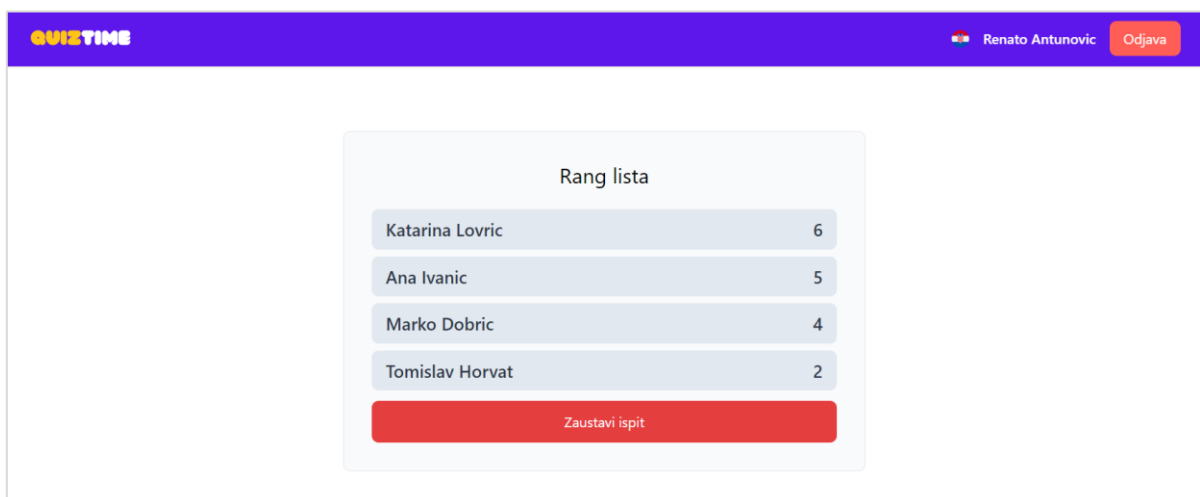 QUIZTIME
Renato Antunovic
Odjava
Rang lista
Katarina Lovric 6
Ana Ivanic 5
Marko Dobric 4
Tomislav Horvat 2
Zaustavi ispit